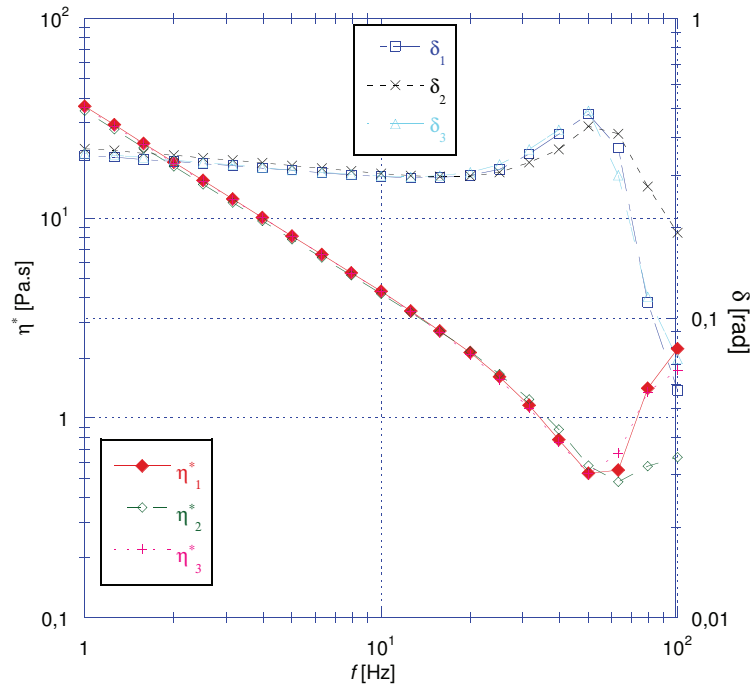 10² 1
δ₁
δ₂
δ₃
10¹
η* [Pa.s]
δ [rad]
0,1
1
η*₁
η*₂
η*₃
0,1 0,01
1 10¹ 10²
f [Hz]